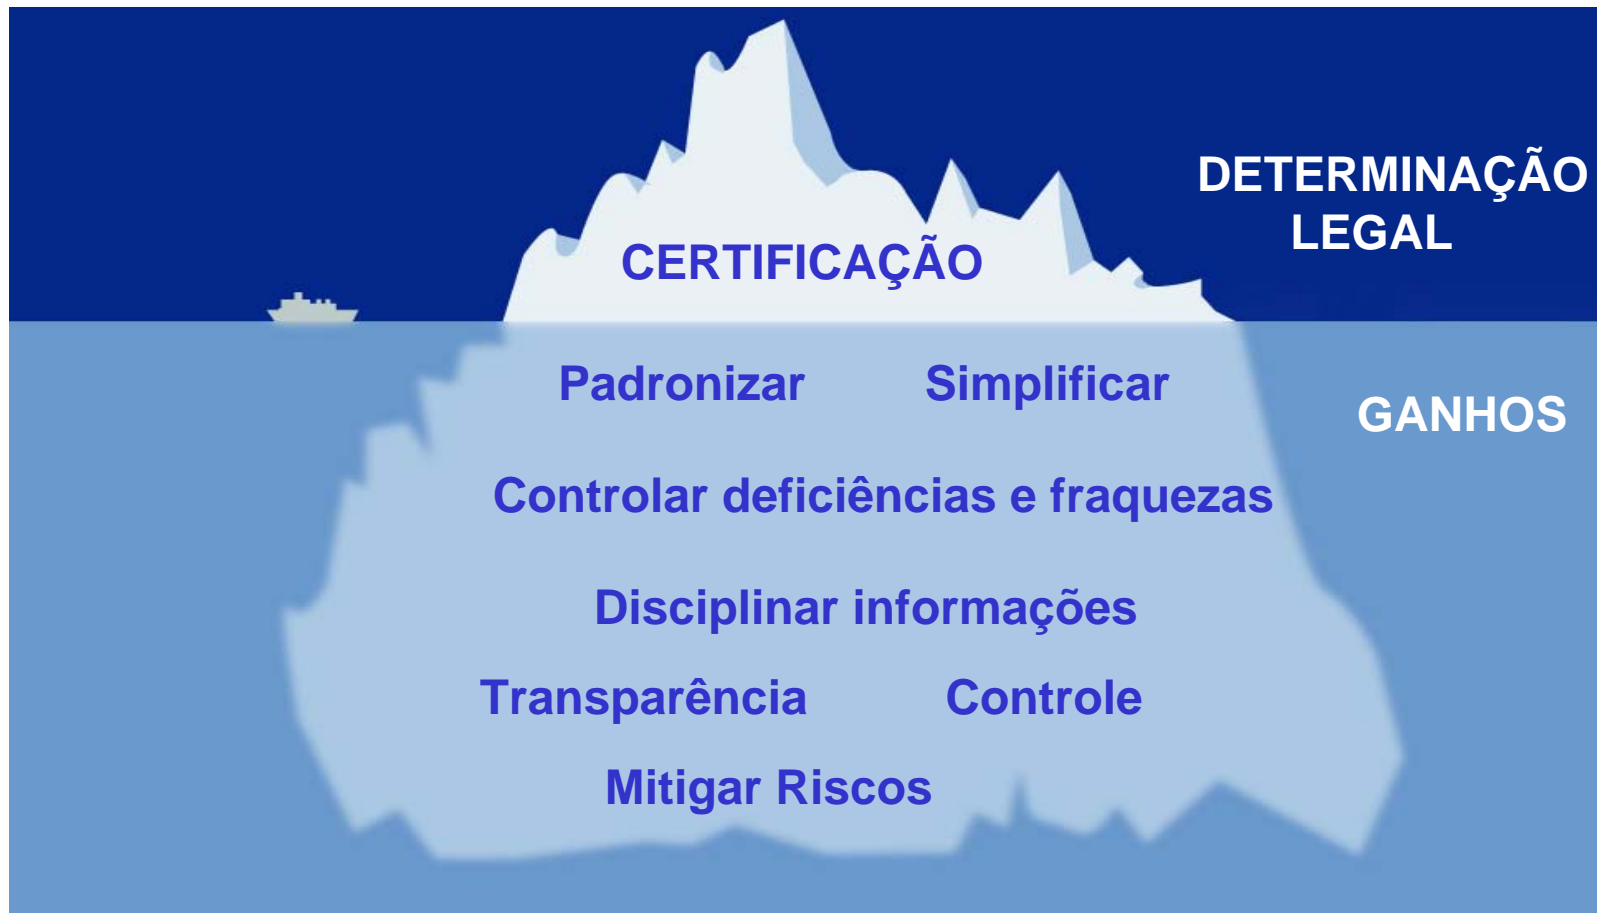 DETERMINAÇÃO
LEGAL
CERTIFICAÇÃO
Padronizar Simplificar
GANHOS
Controlar deficiências e fraquezas
Disciplinar informações
Transparência Controle
Mitigar Riscos